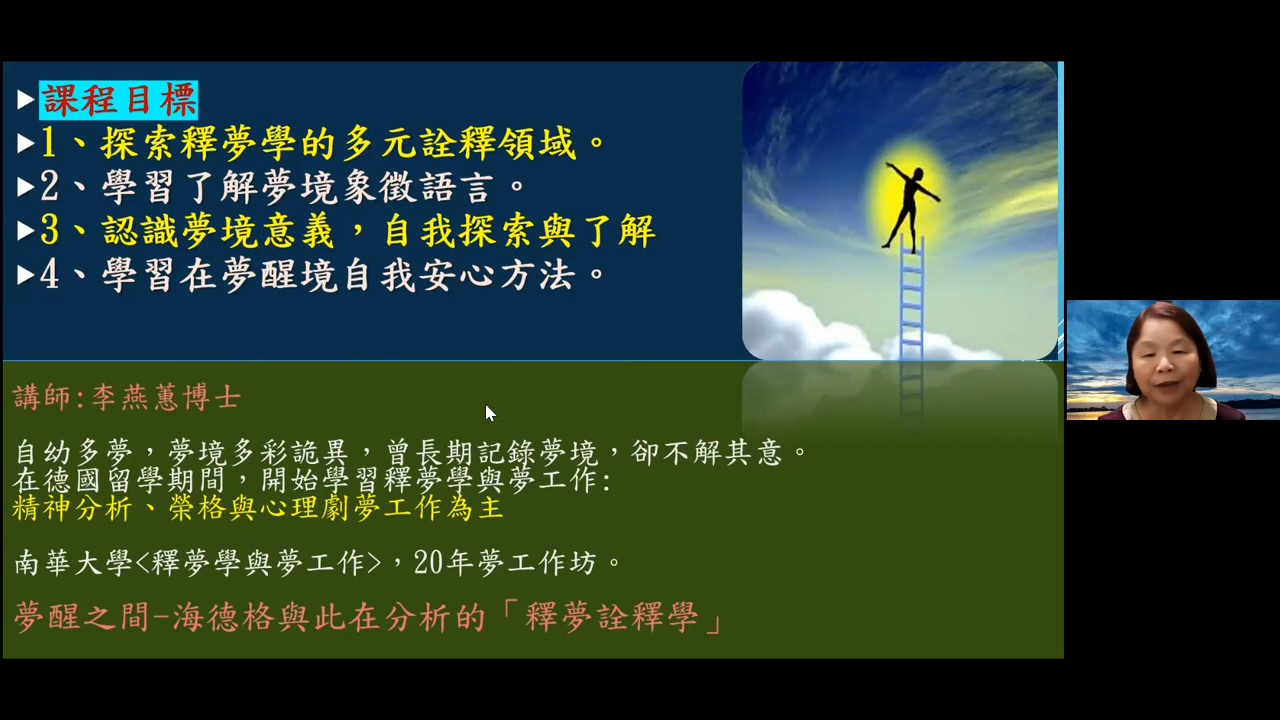 課程目標
1、探索釋夢學的多元詮釋領域。
2、學習了解夢境象徵語言。
3、認識夢境意義，自我探索與了解
4、學習在夢醒境自我安心方法。
講師:李燕蕙博士
自幼多夢，夢境多彩詭異，曾長期記錄夢境，卻不解其意。
在德國留學期間，開始學習釋夢學與夢工作:
精神分析、榮格與心理劇夢工作為主
南華大學<釋夢學與夢工作>，20年夢工作坊。
夢醒之間-海德格與此在分析的「釋夢詮釋學」